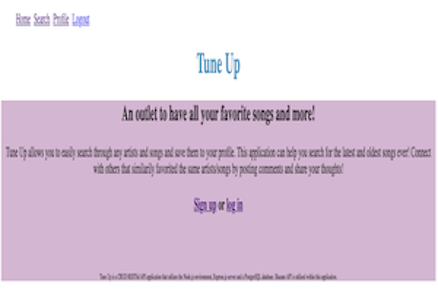 Home Search Profile Logout
Tune Up
An outlet to have all your favorite songs and more!
Tune Up allows you to easily search through any artists and songs and save them to your profile. This application can help you search for the latest and oldest songs ever! Connect
with others that similarily favorited the same artists/songs by posting comments and share your thoughts!
Sign up or log in
Tune Up is a CRUD RESTful API application that utilizes the Node js environment, Express js server and a PostgreSQL database. API is utilized within this application.